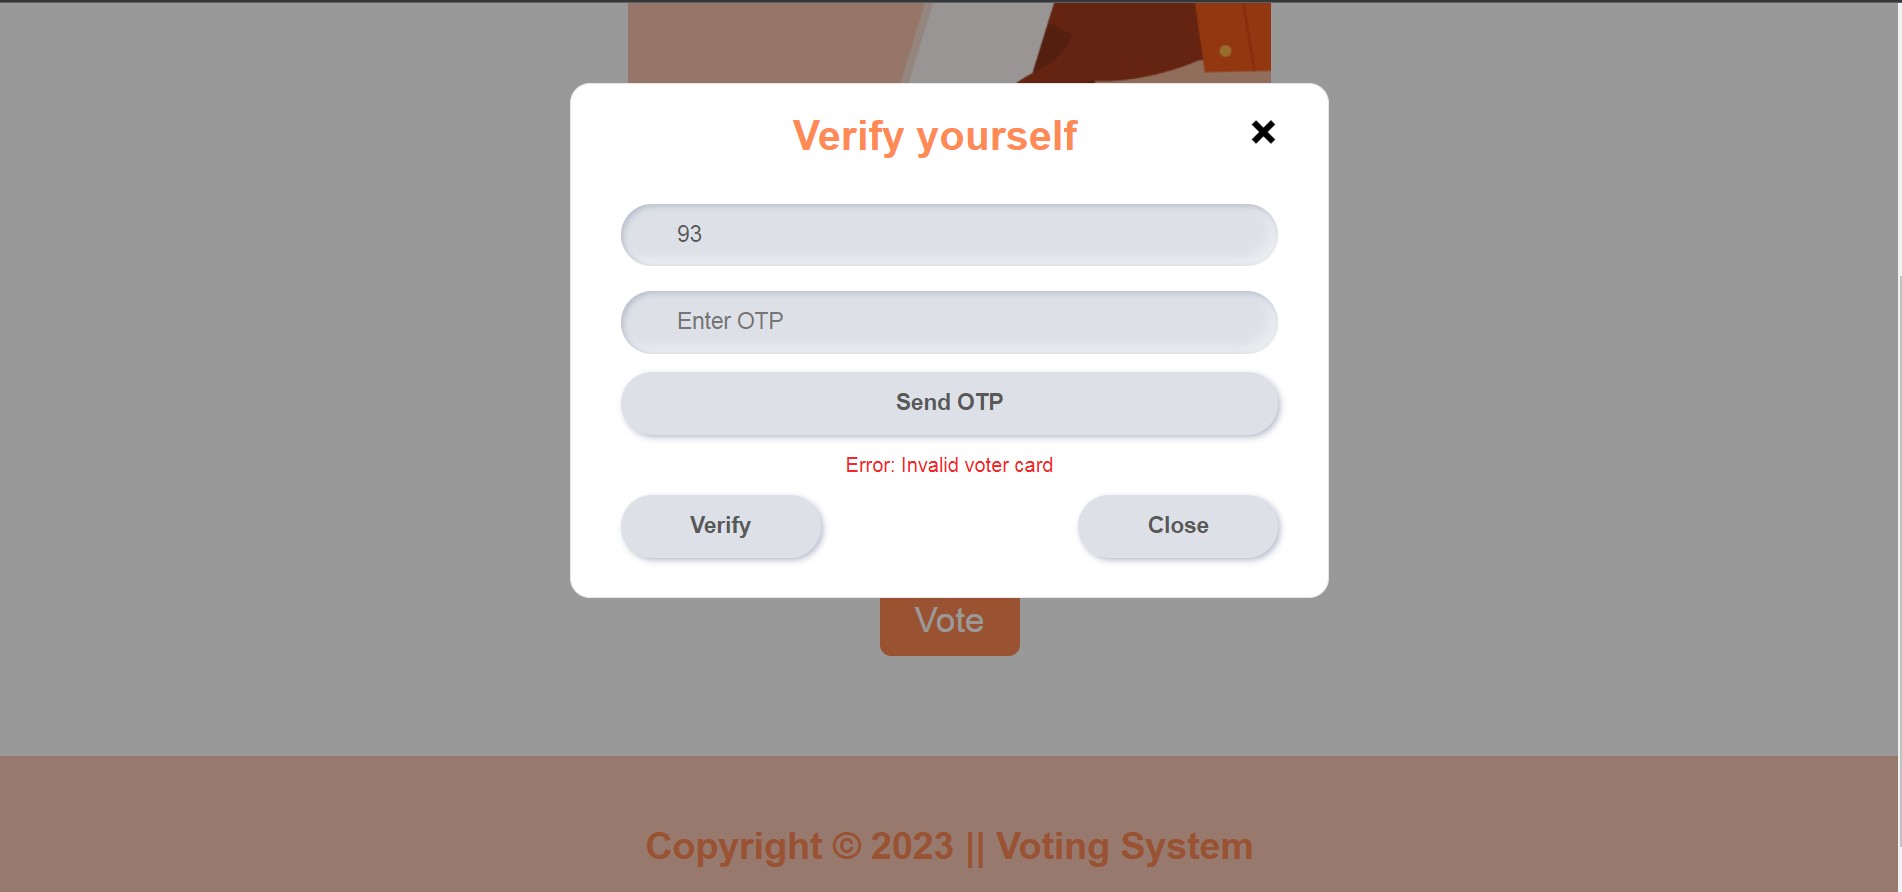 Verify yourself
93
Enter OTP
Send OTP
Error: Invalid voter card
Verify
Close
Vote
Copyright © 2023 || Voting System